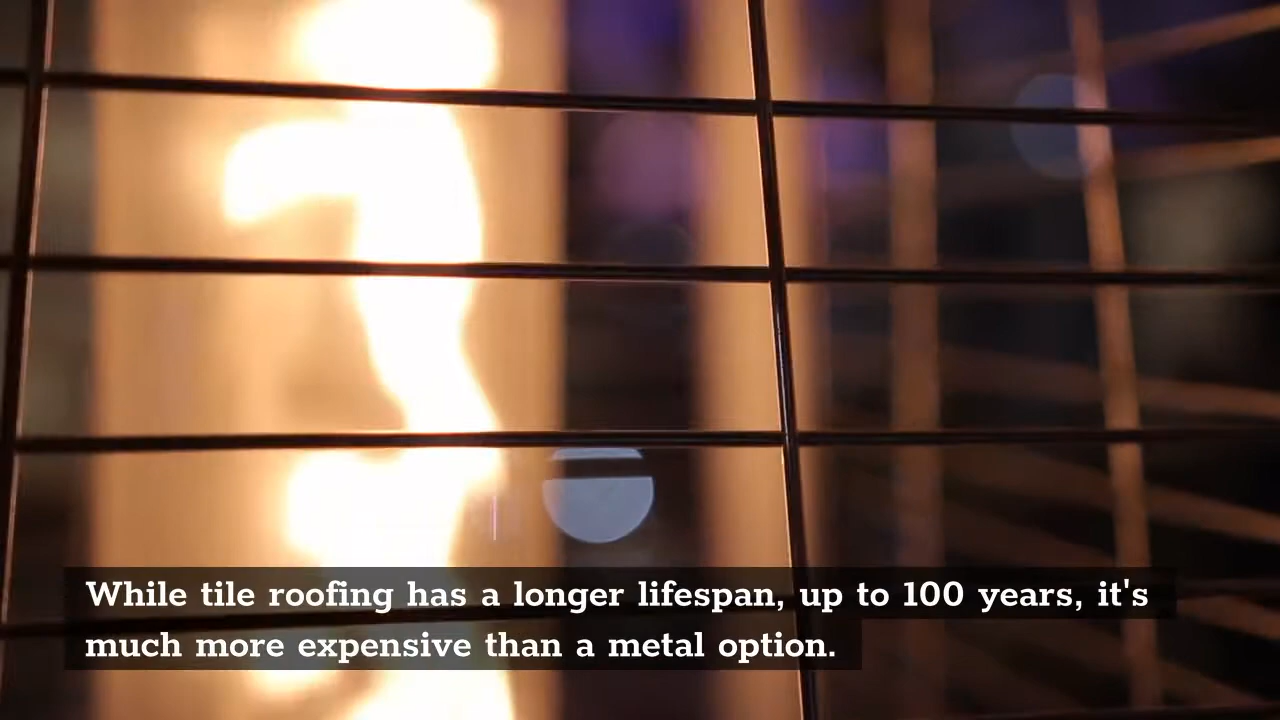 While tile roofing has a longer lifespan, up to 100 years, it's
much more expensive than a metal option.